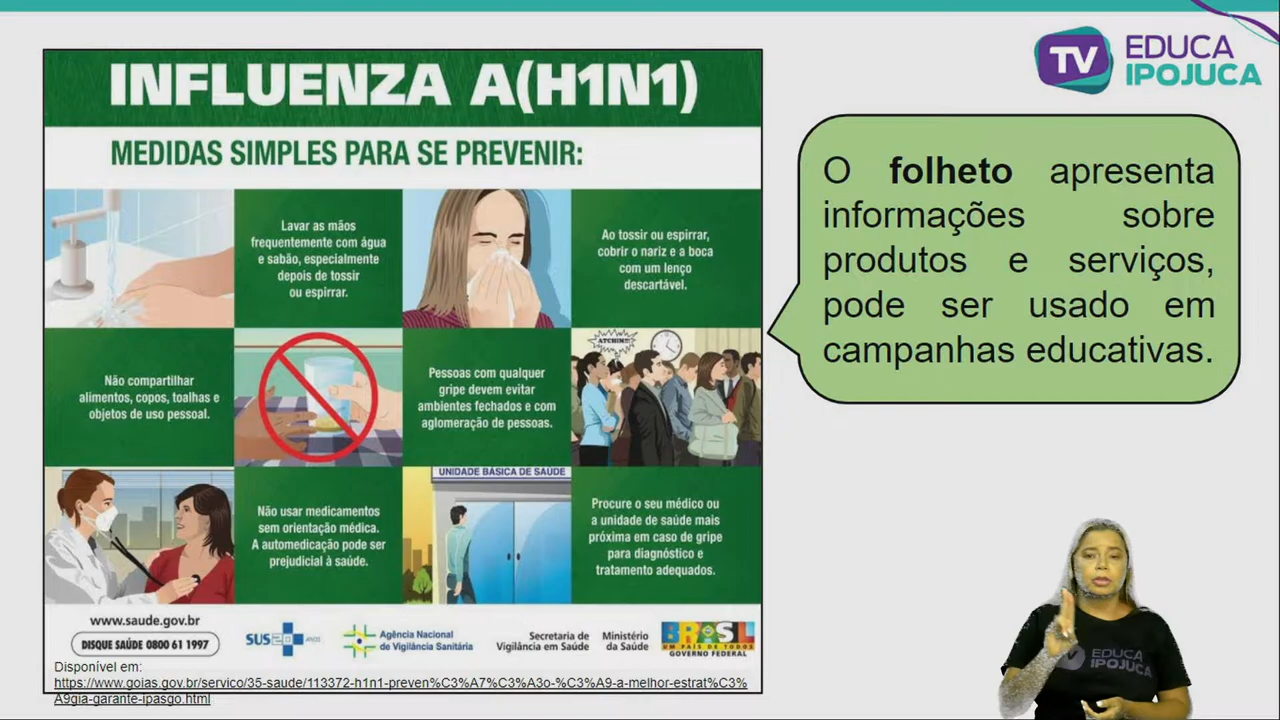 INFLUENZA A(H1N1)
MEDIDAS SIMPLES PARA SE PREVENIR:
Lavar as mãos
frequentemente com água
e sabão, especialmente
depois de tossir
ou espirrar.
Ao tossir ou espirrar,
cobrir o nariz e a boca
com um lenço
descartável.
Não compartilhar
alimentos, copos, toalhas e
objetos de uso pessoal.
Pessoas com qualquer
gripe devem evitar
ambientes fechados e com
aglomeração de pessoas.
ATCHIM!!!
Não usar medicamentos
sem orientação médica.
A automedicação pode ser
prejudicial à saúde.
UNIDADE BÁSICA DE SAÚDE
Procure o seu médico ou
a unidade de saúde mais
próxima em caso de gripe
para diagnóstico e
tratamento adequados.
www.saude.gov.br
DISQUE SAÚDE 0800 61 1997
SUS 20 ANOS
Agência Nacional
de Vigilância Sanitária
Secretaria de
Vigilância em Saúde
Ministério
da Saúde
BRASIL
UM PAÍS DE TODOS
GOVERNO FEDERAL
Disponível em:
https://www.goias.gov.br/servico/35-saude/113372-h1n1-preven%C3%A7%C3%A3o-%C3%A9-a-melhor-estrat%C3%
A9gia-garante-ipasgo.html
TV EDUCA
IPOJUCA
O folheto apresenta
informações sobre
produtos e serviços,
pode ser usado em
campanhas educativas.
EDUCA
IPOJUCA